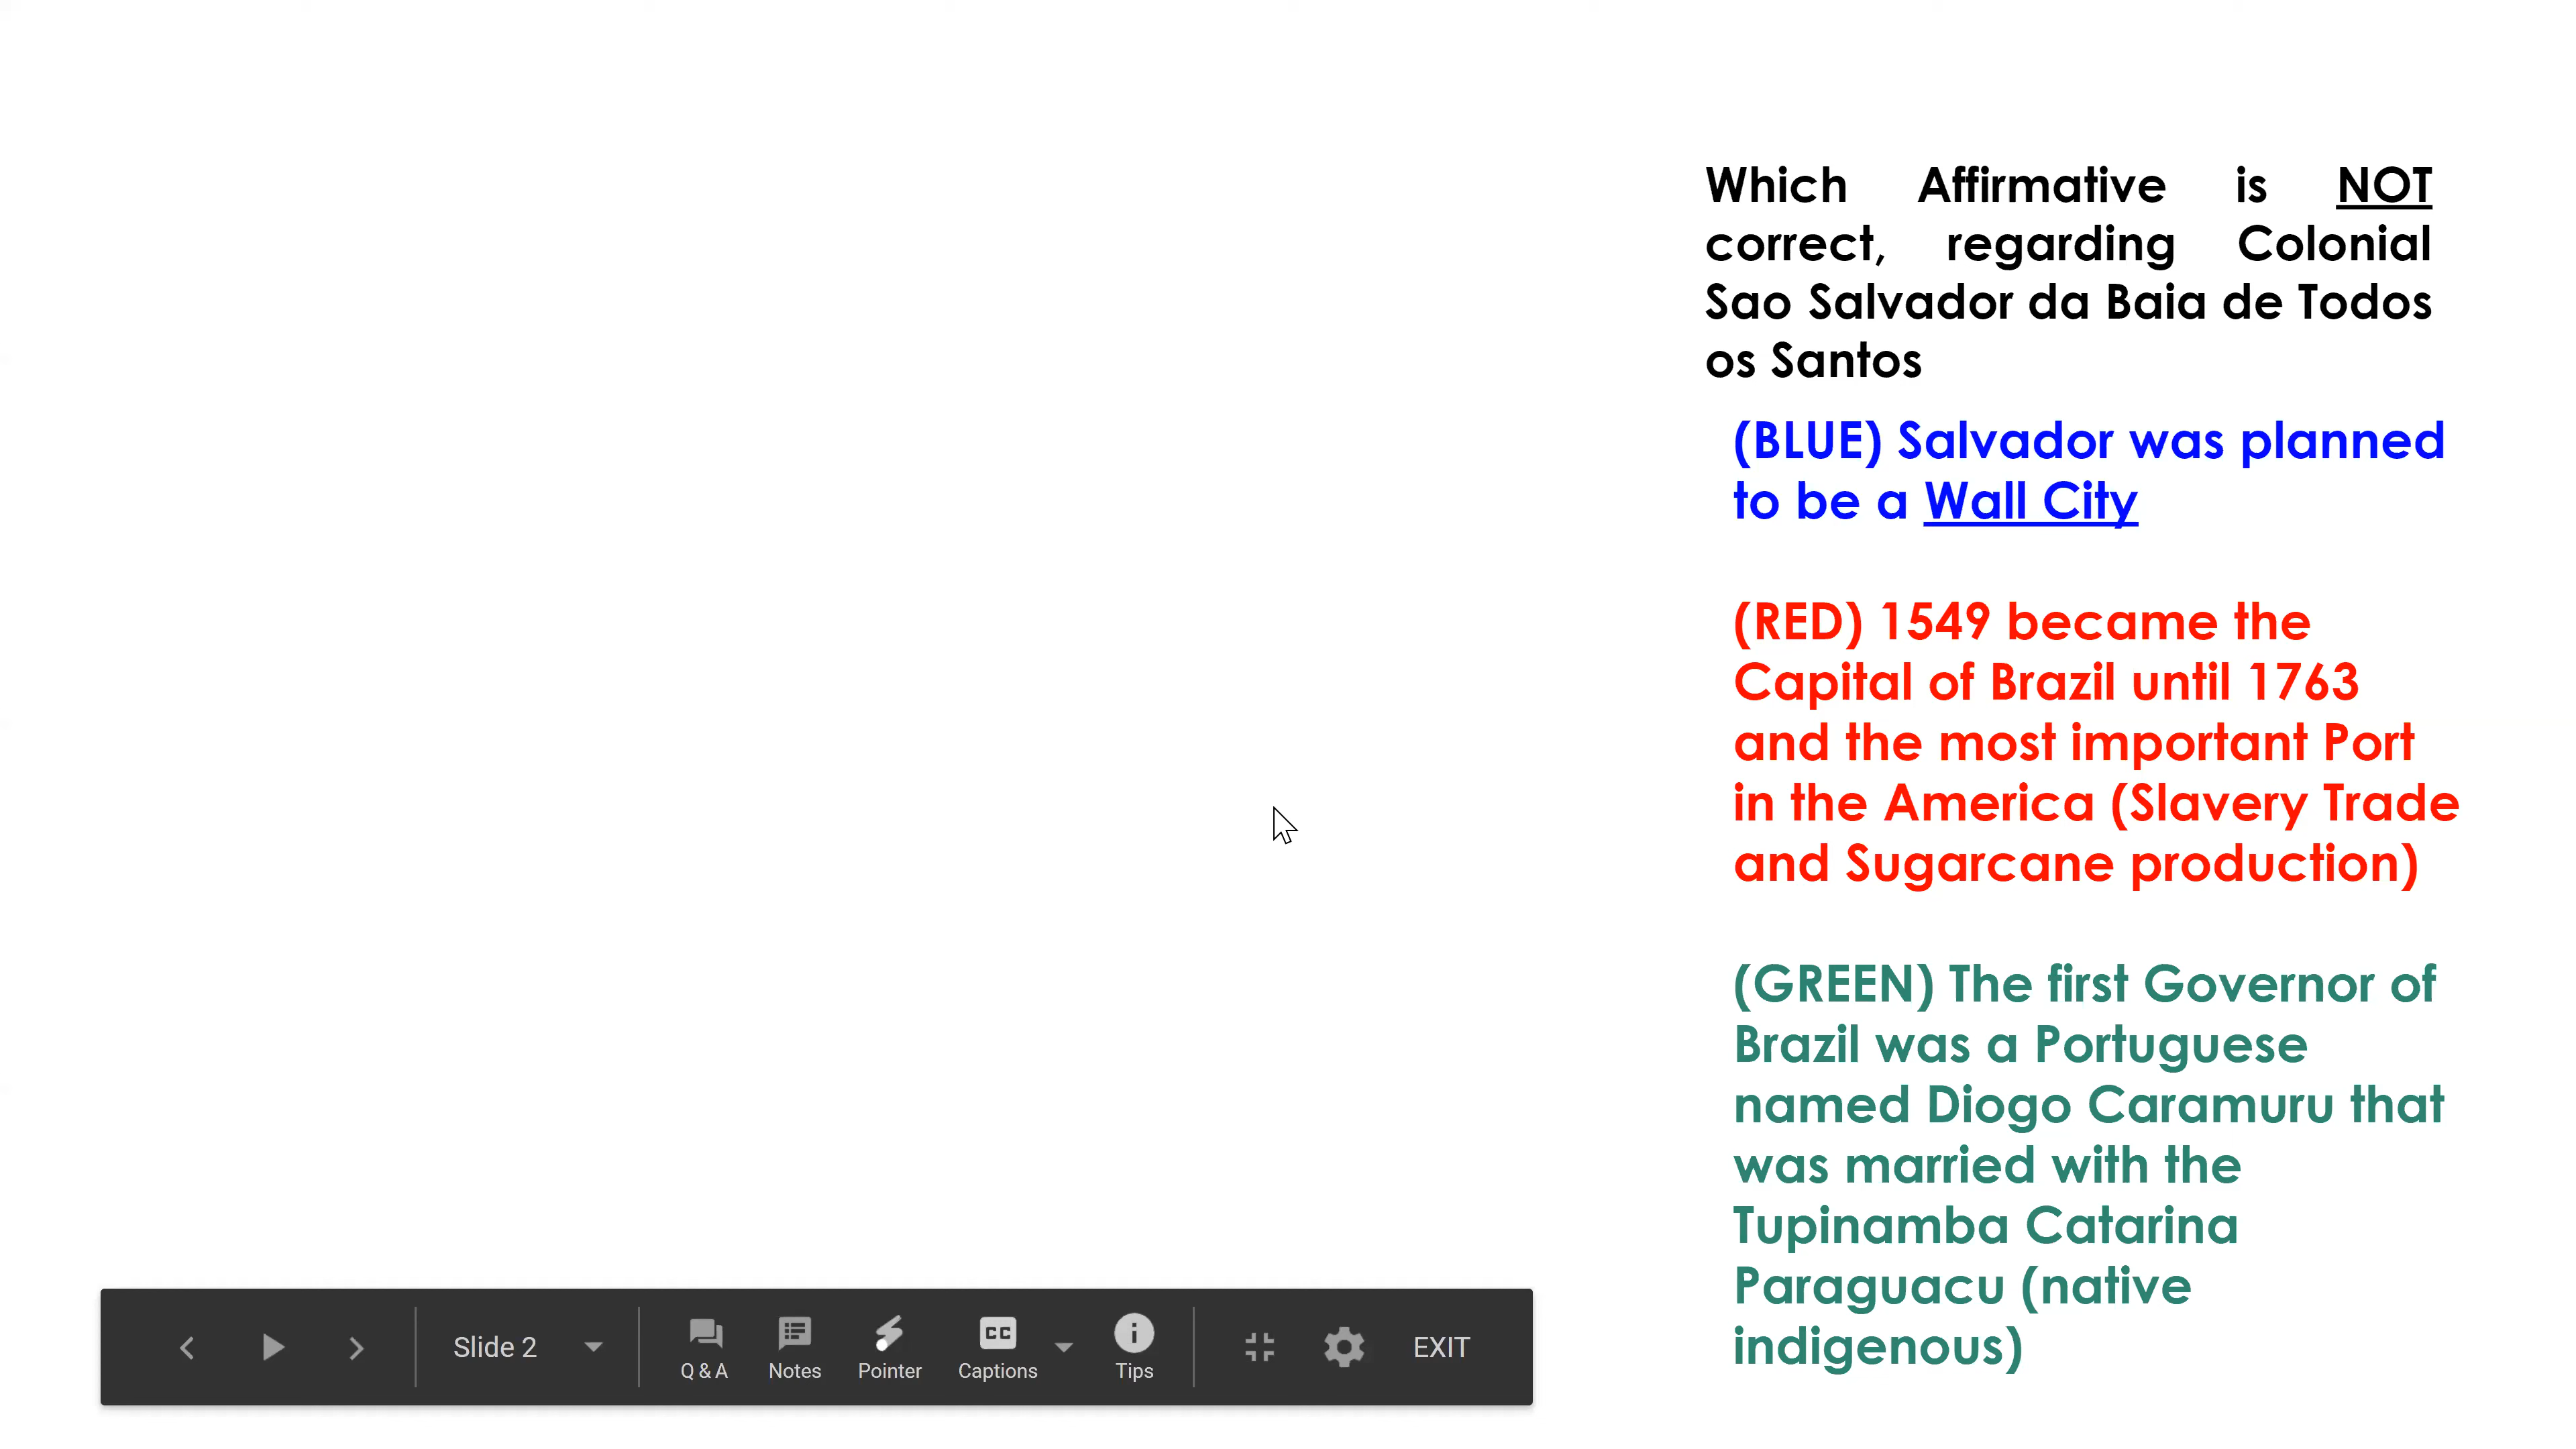 Which Affirmative is NOT
correct, regarding Colonial
Sao Salvador da Baia de Todos
os Santos
(BLUE) Salvador was planned
to be a Wall City
(RED) 1549 became the
Capital of Brazil until 1763
and the most important Port
in the America (Slavery Trade
and Sugarcane production)
(GREEN) The first Governor of
Brazil was a Portuguese
named Diogo Caramuru that
was married with the
Tupinamba Catarina
Paraguacu (native
indigenous)
Slide 2
Q & A
Notes
Pointer
CC
Captions
Tips
EXIT